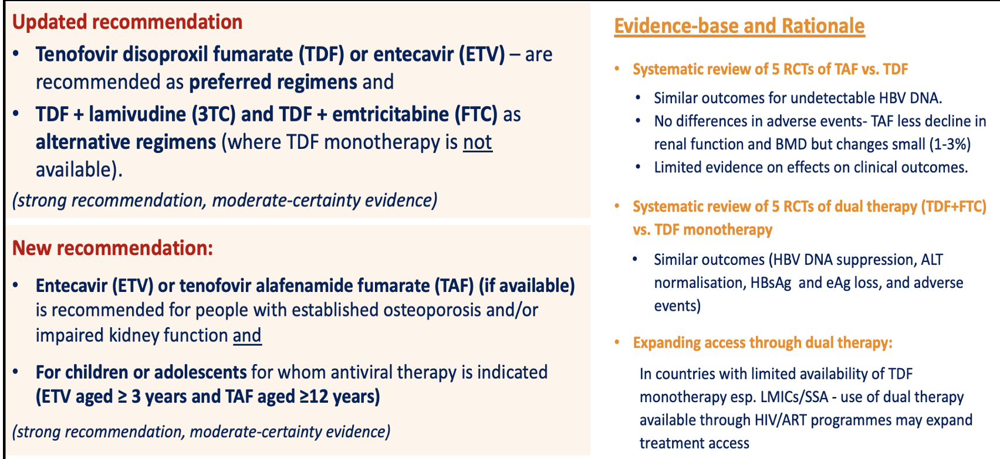 Updated recommendation
• Tenofovir disoproxil fumarate (TDF) or entecavir (ETV) – are
recommended as preferred regimens and
• TDF + lamivudine (3TC) and TDF + emtricitabine (FTC) as
alternative regimens (where TDF monotherapy is not
available).
(strong recommendation, moderate-certainty evidence)
New recommendation:
• Entecavir (ETV) or tenofovir alafenamide fumarate (TAF) (if available)
is recommended for people with established osteoporosis and/or
impaired kidney function and
• For children or adolescents for whom antiviral therapy is indicated
(ETV aged ≥ 3 years and TAF aged ≥12 years)
(strong recommendation, moderate-certainty evidence)
Evidence-base and Rationale
• Systematic review of 5 RCTs of TAF vs. TDF
• Similar outcomes for undetectable HBV DNA.
• No differences in adverse events- TAF less decline in
renal function and BMD but changes small (1-3%)
• Limited evidence on effects on clinical outcomes.
• Systematic review of 5 RCTs of dual therapy (TDF+FTC)
vs. TDF monotherapy
• Similar outcomes (HBV DNA suppression, ALT
normalisation, HBsAg and eAg loss, and adverse
events)
• Expanding access through dual therapy:
In countries with limited availability of TDF
monotherapy esp. LMICs/SSA - use of dual therapy
available through HIV/ART programmes may expand
treatment access